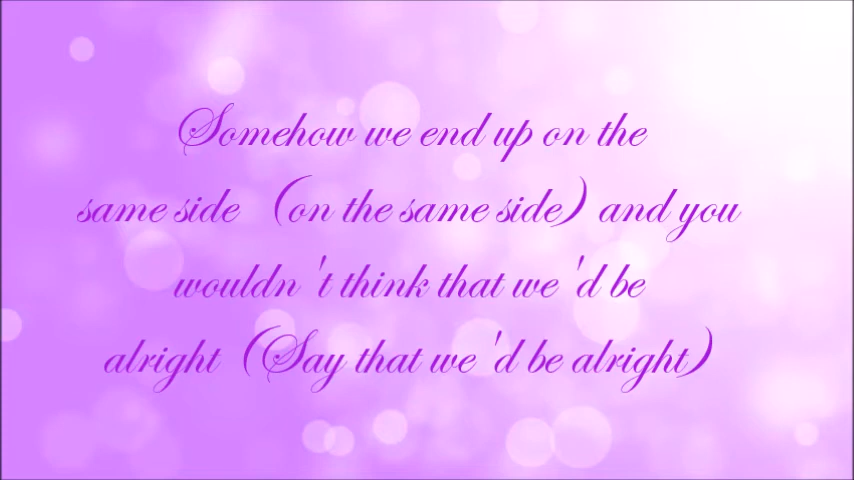 Somehow we end up on the
same side (on the same side) and you
wouldn 't think that we 'd be
alright (Say that we 'd be alright)